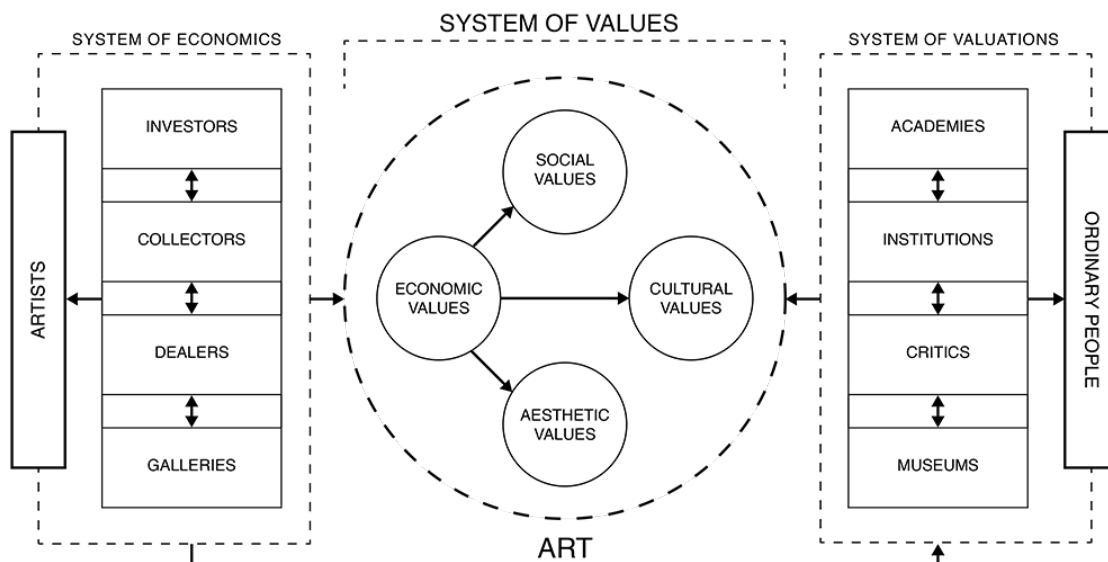 SYSTEM OF VALUES
SYSTEM OF ECONOMICS
SYSTEM OF VALUATIONS
ARTISTS
INVESTORS
COLLECTORS
DEALERS
GALLERIES
SOCIAL
VALUES
ECONOMIC
VALUES
CULTURAL
VALUES
AESTHETIC
VALUES
ART
ACADEMIES
INSTITUTIONS
CRITICS
MUSEUMS
ORDINARY PEOPLE